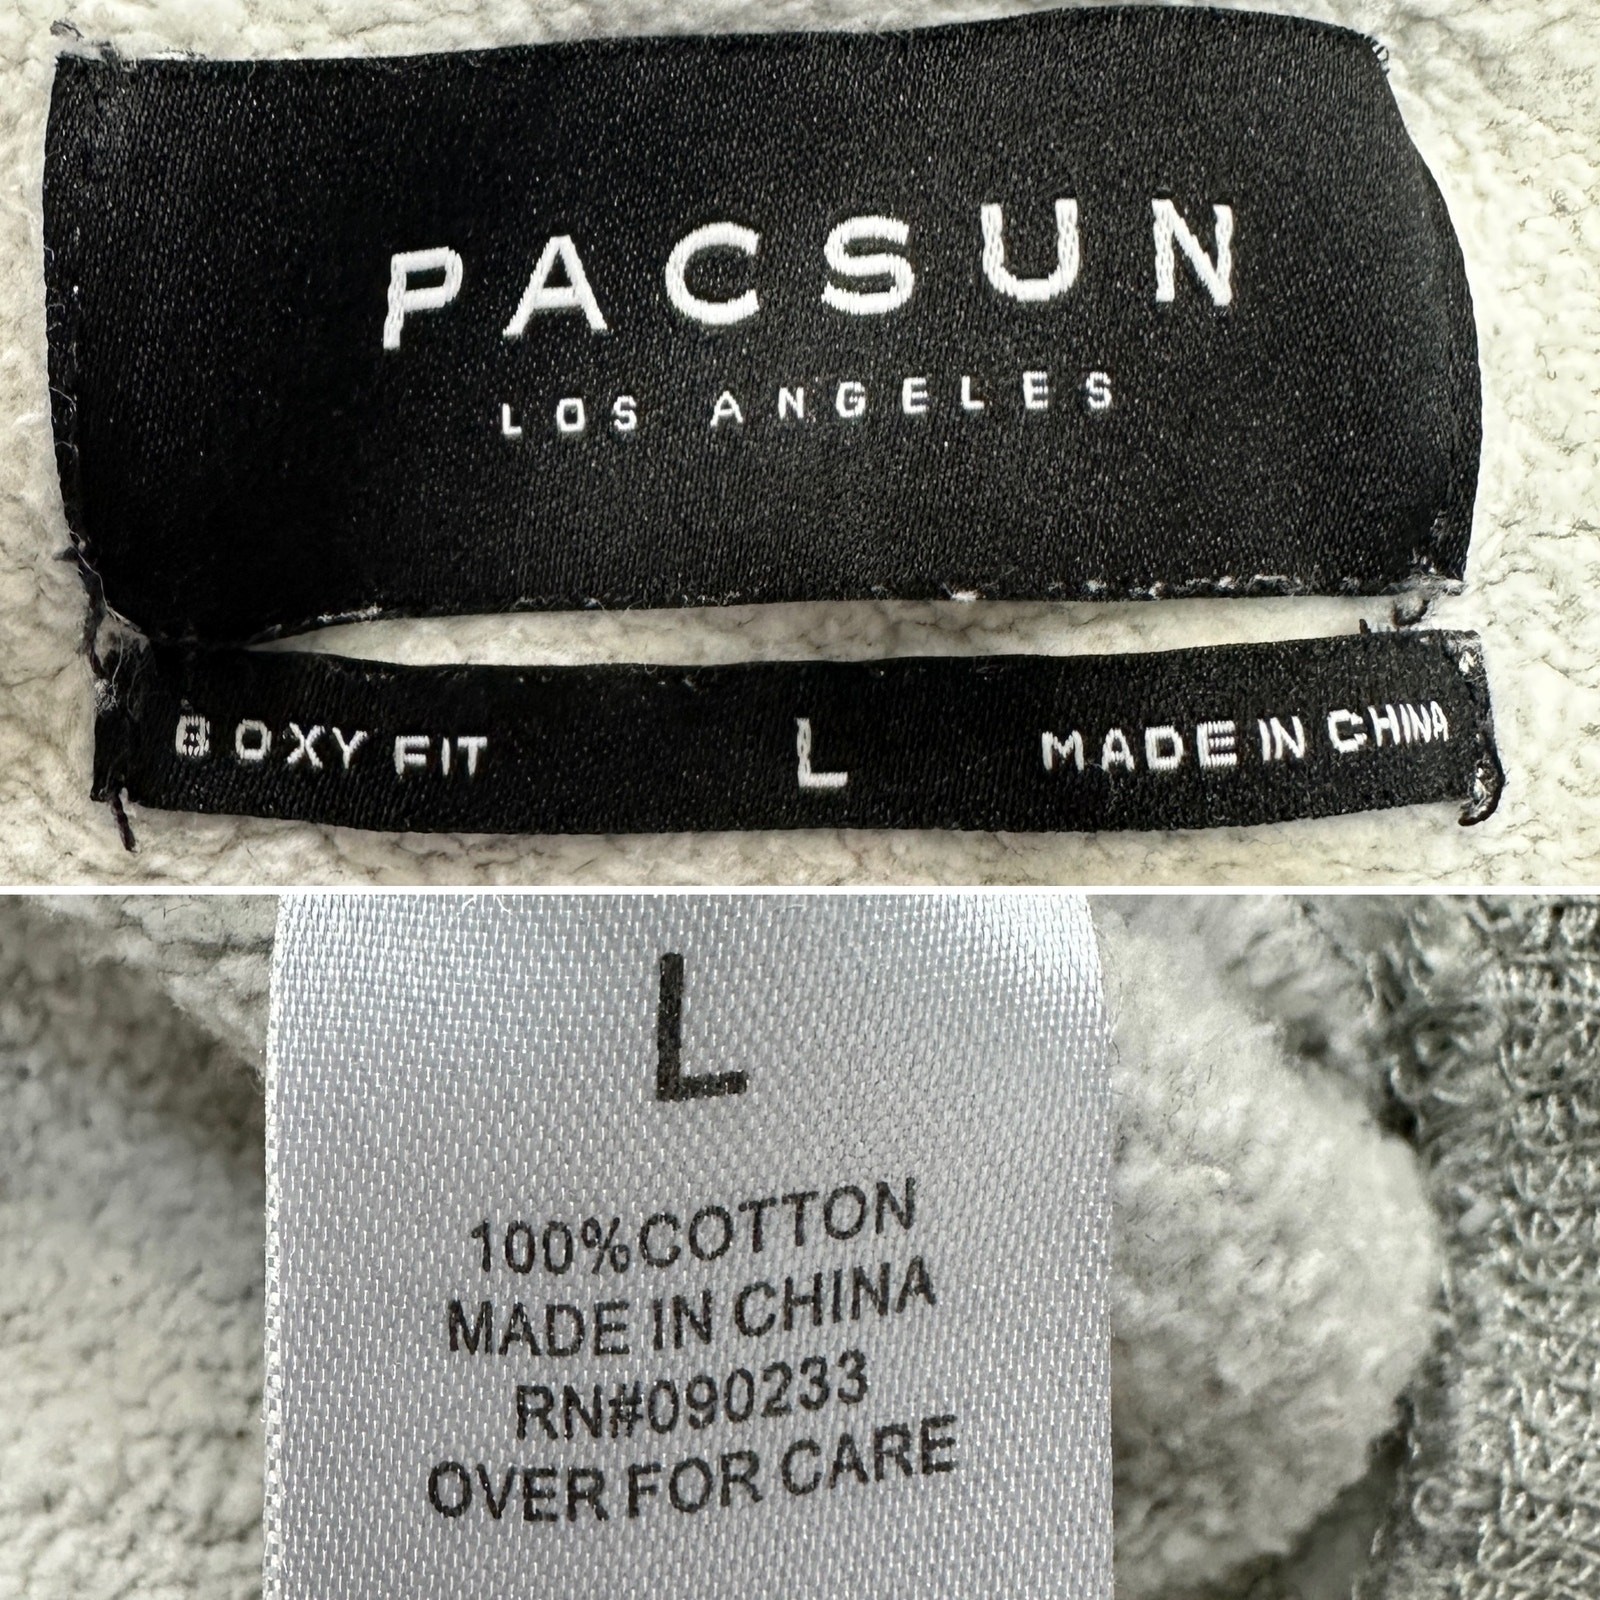 PACSUN
LOS ANGELES
BOXY FIT L MADE IN CHINA
L
100%COTTON
MADE IN CHINA
RN#090233
OVER FOR CARE